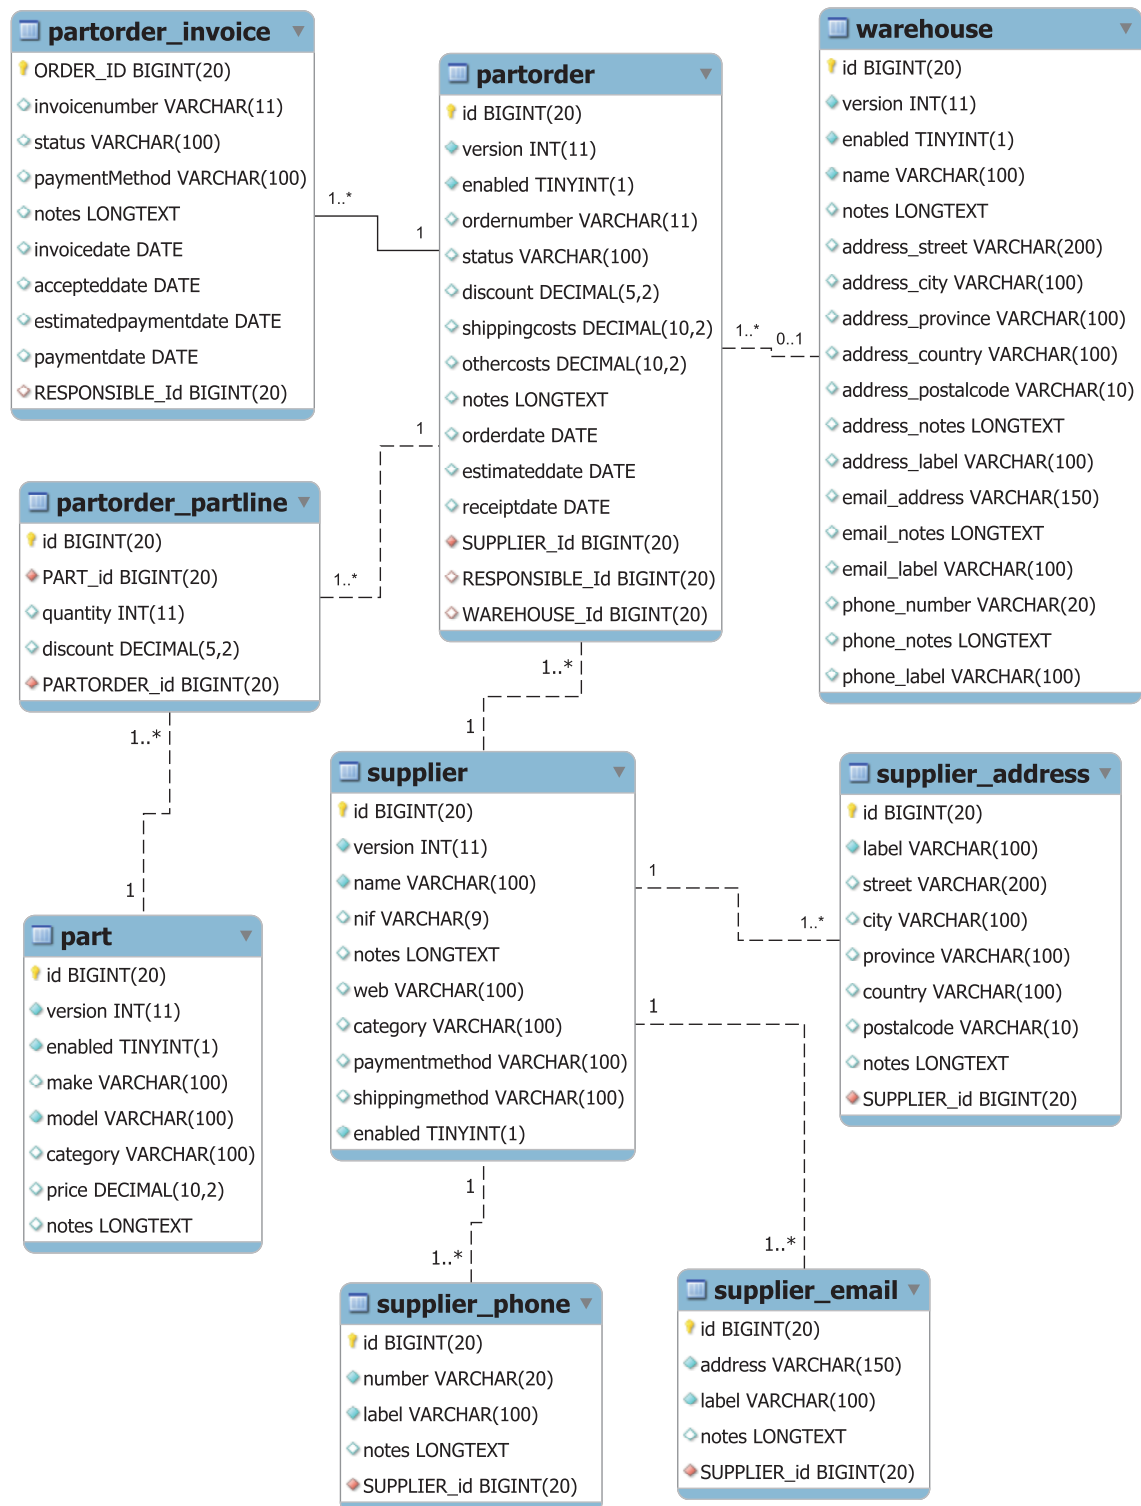 partorder_invoice
ORDER_ID BIGINT(20)
invoicenumber VARCHAR(11)
status VARCHAR(100)
paymentMethod VARCHAR(100)
notes LONGTEXT
invoicedate DATE
accepteddate DATE
estimatedpaymentdate DATE
paymentdate DATE
RESPONSIBLE_Id BIGINT(20)
1..*
1
partorder
id BIGINT(20)
version INT(11)
enabled TINYINT(1)
ordernumber VARCHAR(11)
status VARCHAR(100)
discount DECIMAL(5,2)
shippingcosts DECIMAL(10,2)
othercosts DECIMAL(10,2)
notes LONGTEXT
orderdate DATE
estimateddate DATE
receiptdate DATE
SUPPLIER_Id BIGINT(20)
RESPONSIBLE_Id BIGINT(20)
WAREHOUSE_Id BIGINT(20)
1..*
0..1
warehouse
id BIGINT(20)
version INT(11)
enabled TINYINT(1)
name VARCHAR(100)
notes LONGTEXT
address_street VARCHAR(200)
address_city VARCHAR(100)
address_province VARCHAR(100)
address_country VARCHAR(100)
address_postalcode VARCHAR(10)
address_notes LONGTEXT
address_label VARCHAR(100)
email_address VARCHAR(150)
email_notes LONGTEXT
email_label VARCHAR(100)
phone_number VARCHAR(20)
phone_notes LONGTEXT
phone_label VARCHAR(100)
1
1..*
partorder_partline
id BIGINT(20)
PART_id BIGINT(20)
quantity INT(11)
discount DECIMAL(5,2)
PARTORDER_id BIGINT(20)
1..*
1
part
id BIGINT(20)
version INT(11)
enabled TINYINT(1)
make VARCHAR(100)
model VARCHAR(100)
category VARCHAR(100)
price DECIMAL(10,2)
notes LONGTEXT
1..*
1
supplier
id BIGINT(20)
version INT(11)
name VARCHAR(100)
nif VARCHAR(9)
notes LONGTEXT
web VARCHAR(100)
category VARCHAR(100)
paymentmethod VARCHAR(100)
shippingmethod VARCHAR(100)
enabled TINYINT(1)
1
1..*
supplier_address
id BIGINT(20)
label VARCHAR(100)
street VARCHAR(200)
city VARCHAR(100)
province VARCHAR(100)
country VARCHAR(100)
postalcode VARCHAR(10)
notes LONGTEXT
SUPPLIER_id BIGINT(20)
1
1..*
supplier_phone
id BIGINT(20)
number VARCHAR(20)
label VARCHAR(100)
notes LONGTEXT
SUPPLIER_id BIGINT(20)
1
1..*
supplier_email
id BIGINT(20)
address VARCHAR(150)
label VARCHAR(100)
notes LONGTEXT
SUPPLIER_id BIGINT(20)